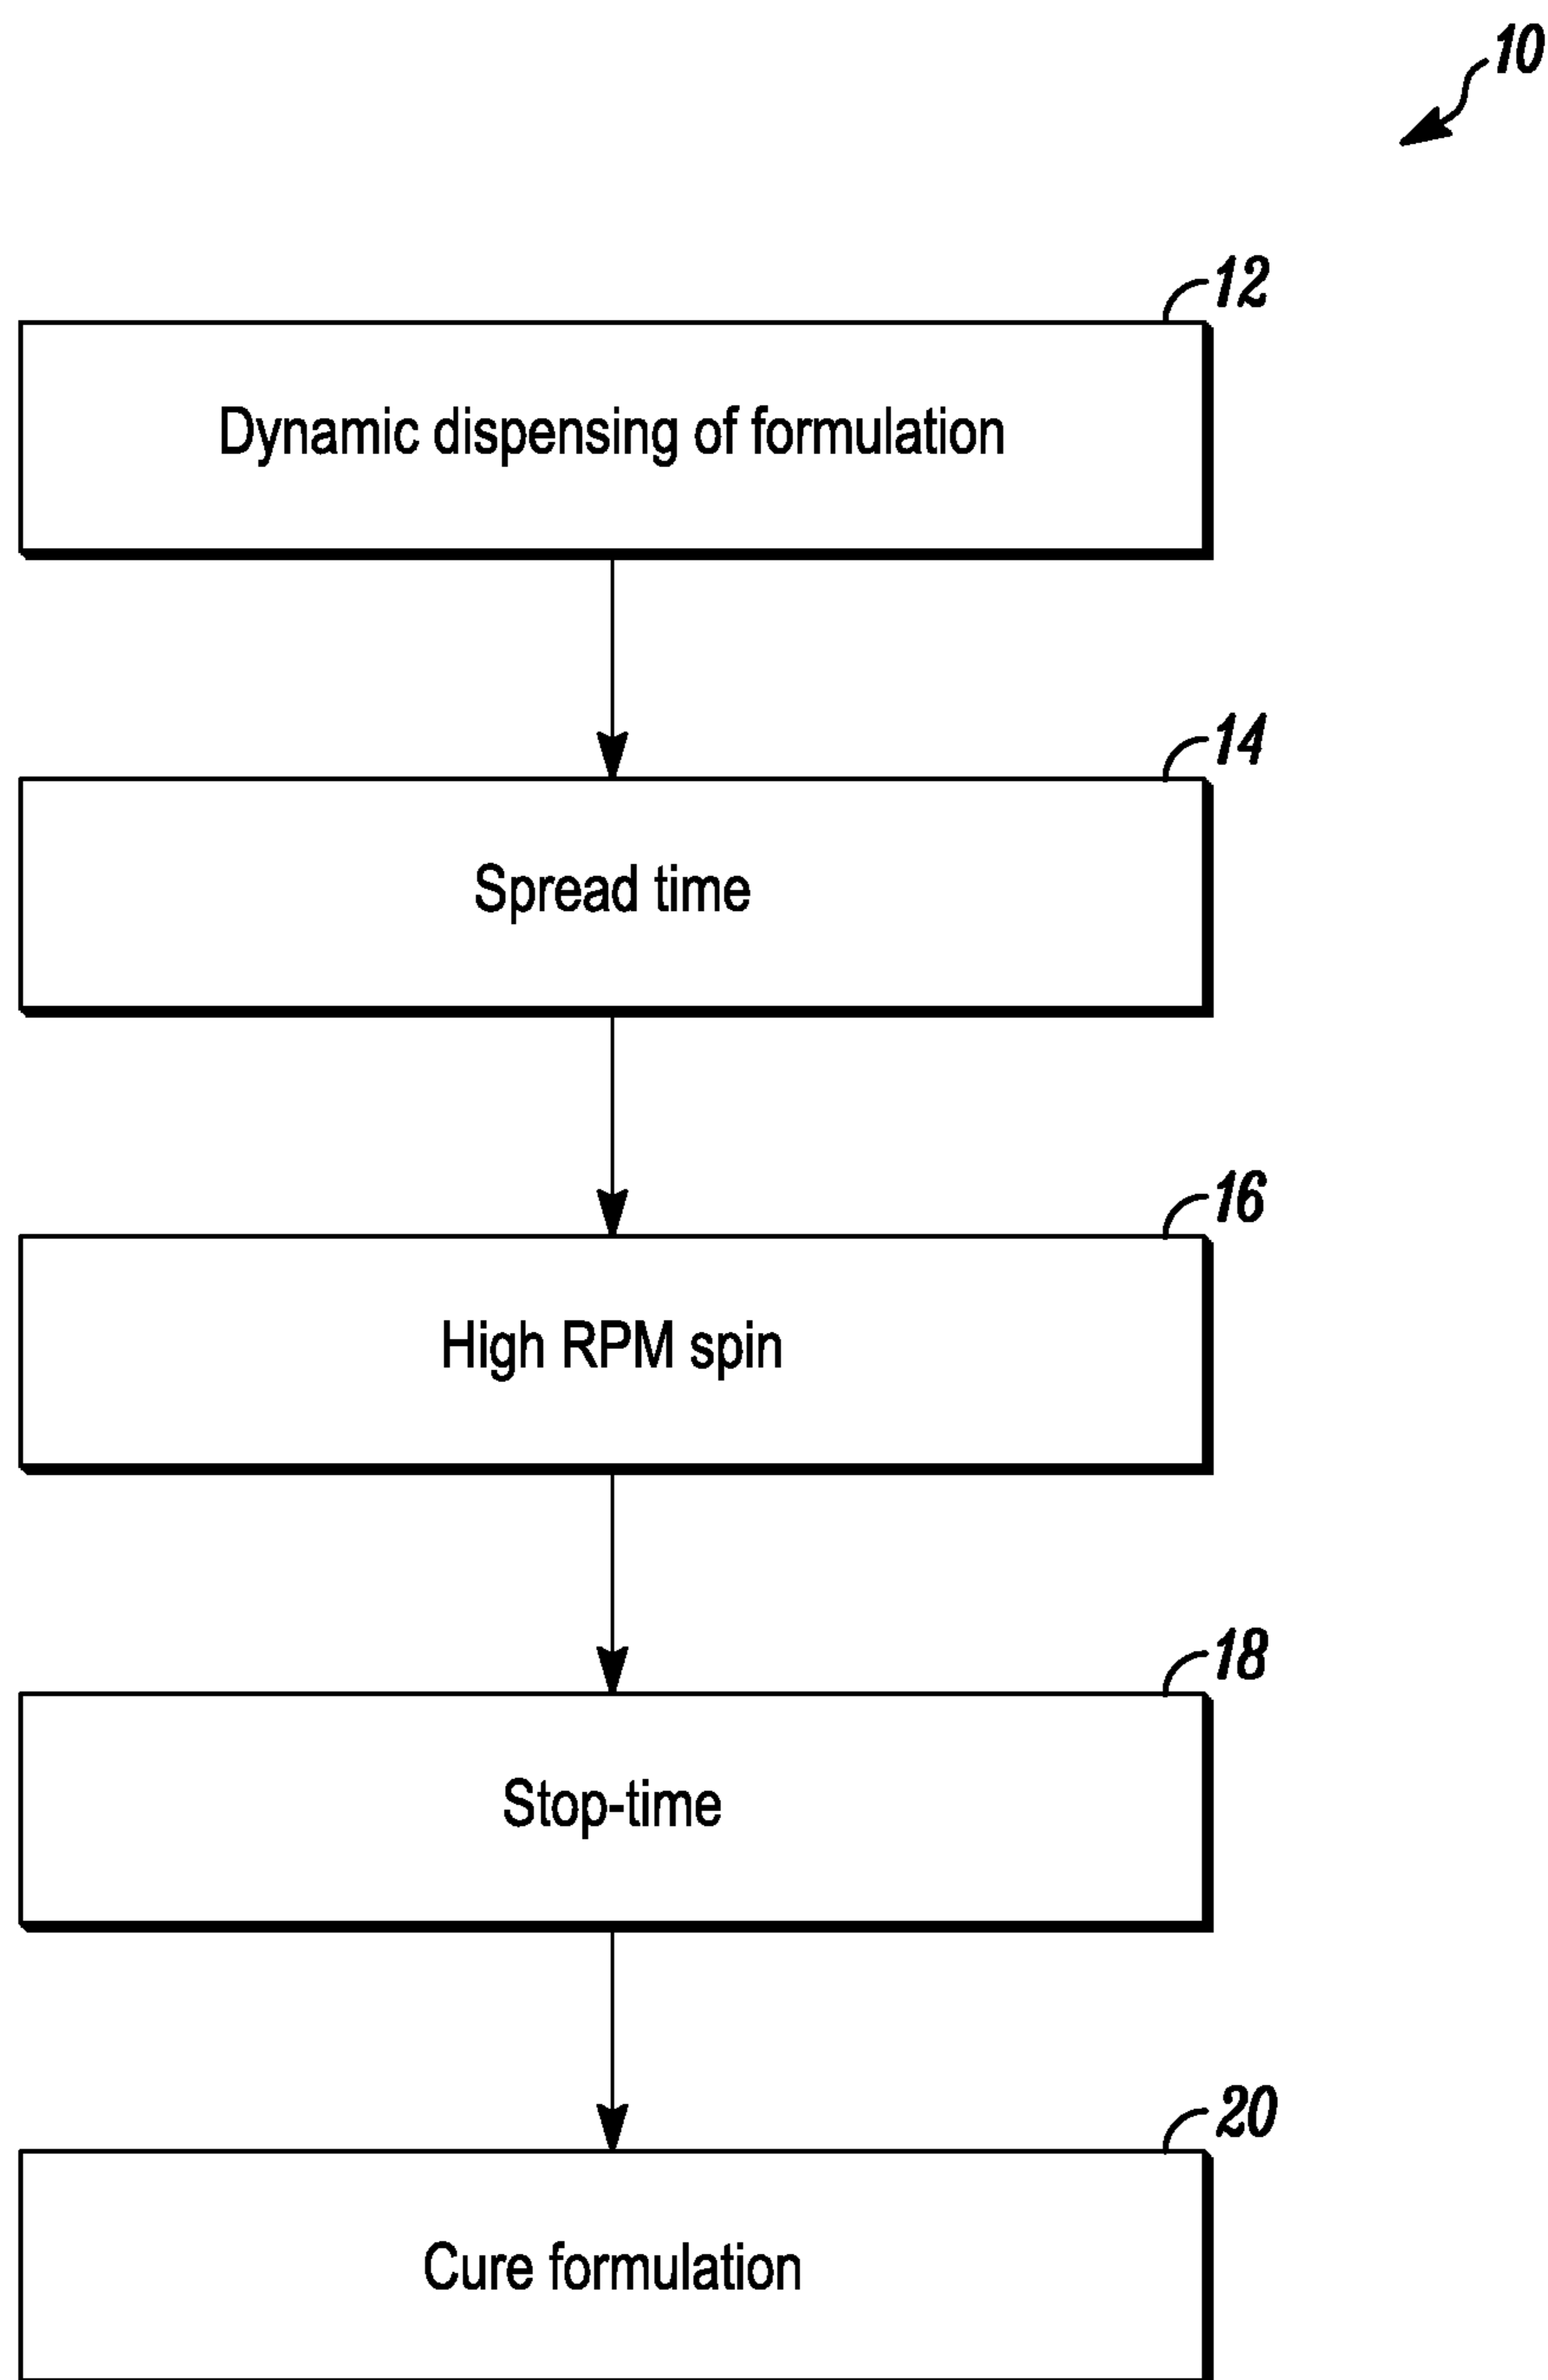 10
12
Dynamic dispensing of formulation
14
Spread time
16
High RPM spin
18
Stop-time
20
Cure formulation